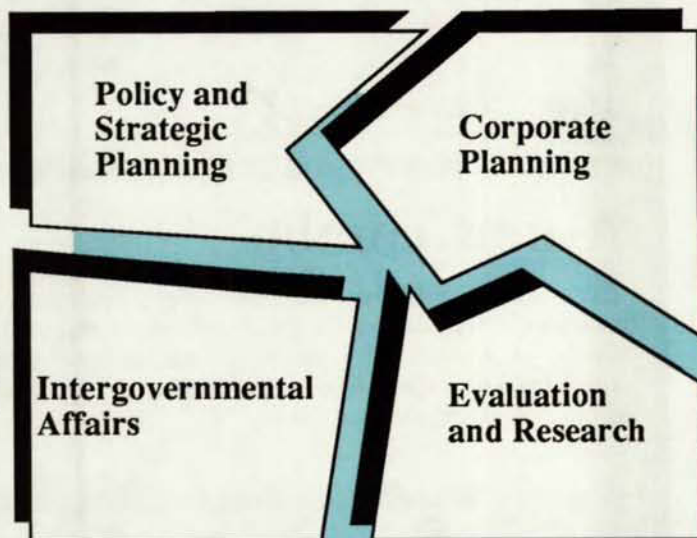 Policy and
Strategic
Planning
Corporate
Planning
Intergovernmental
Affairs
Evaluation
and Research